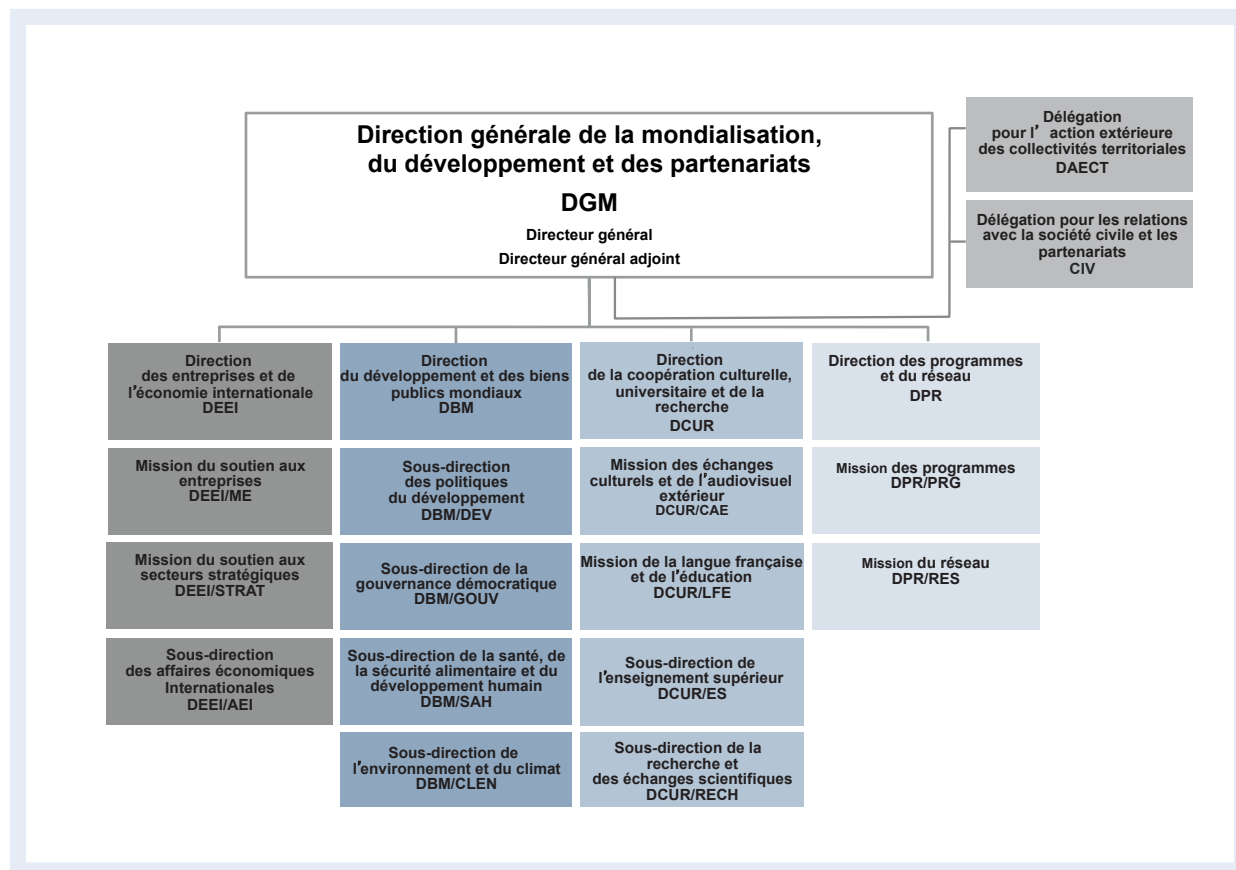 Direction générale de la mondialisation,
du développement et des partenariats
DGM
Directeur général
Directeur général adjoint
Délégation
pour l’ action extérieure
des collectivités territoriales
DAECT
Délégation pour les relations
avec la société civile et les
partenariats
CIV
Direction
des entreprises et de
l’économie internationale
DEEI
Mission du soutien aux
entreprises
DEEI/ME
Mission du soutien aux
secteurs stratégiques
DEEI/STRAT
Sous-direction
des affaires économiques
Internationales
DEEI/AEI
Direction
du développement et des biens
publics mondiaux
DBM
Sous-direction
des politiques
du développement
DBM/DEV
Sous-direction de la
gouvernance démocratique
DBM/GOUV
Sous-direction de la santé, de
la sécurité alimentaire et du
développement humain
DBM/SAH
Sous-direction de
l’environnement et du climat
DBM/CLEN
Direction
de la coopération culturelle,
universitaire et de la
recherche
DCUR
Mission des échanges
culturels et de l’audiovisuel
extérieur
DCUR/CAE
Mission de la langue française
et de l’éducation
DCUR/LFE
Sous-direction de
l’enseignement supérieur
DCUR/ES
Sous-direction de la
recherche et
des échanges scientifiques
DCUR/RECH
Direction des programmes
et du réseau
DPR
Mission des programmes
DPR/PRG
Mission du réseau
DPR/RES